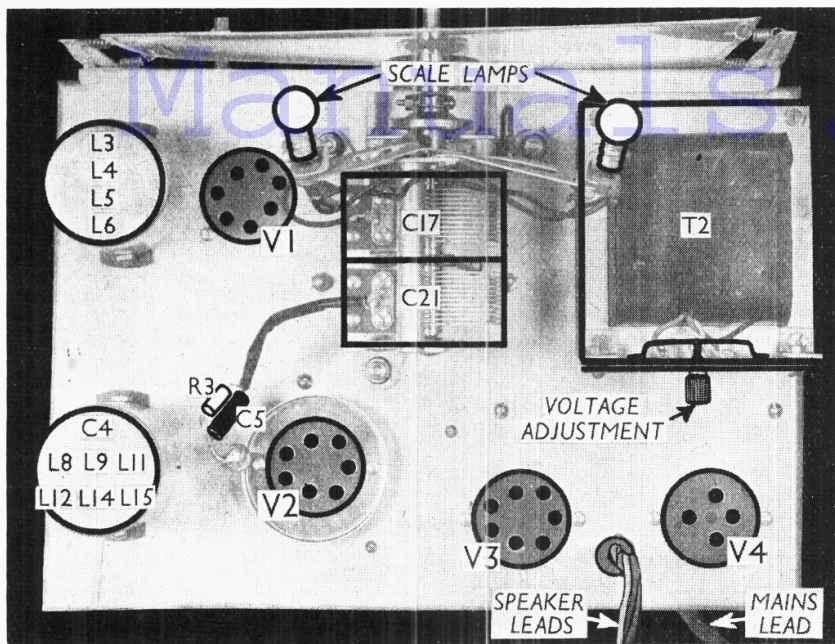 SCALE LAMPS
Manuals
L3
L4
L5
L6
V1
C17
C21
T2
R3
C5
VOLTAGE
ADJUSTMENT
C4
L8 L9 L11
L12 L14 L15
V2
V3
V4
SPEAKER
LEADS
MAINS
LEAD